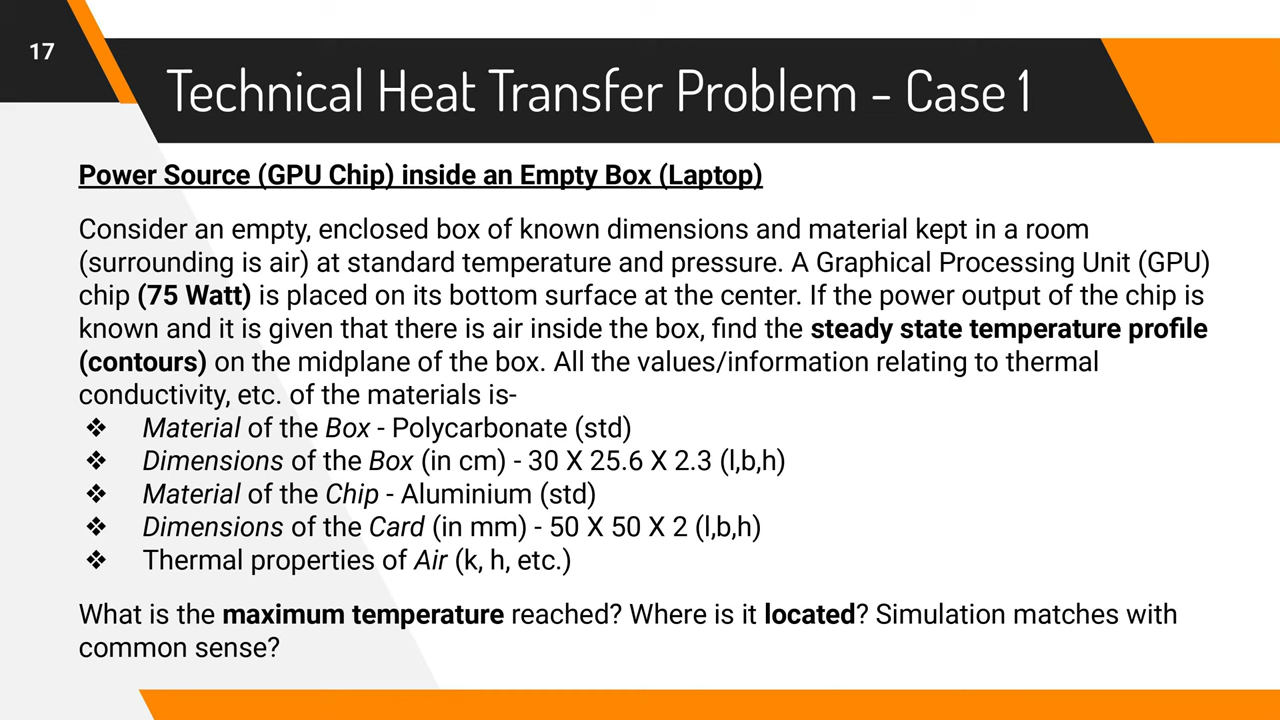 17
Technical Heat Transfer Problem - Case 1
Power Source (GPU Chip) inside an Empty Box (Laptop)
Consider an empty, enclosed box of known dimensions and material kept in a room
(surrounding is air) at standard temperature and pressure. A Graphical Processing Unit (GPU)
chip (75 Watt) is placed on its bottom surface at the center. If the power output of the chip is
known and it is given that there is air inside the box, find the steady state temperature profile
(contours) on the midplane of the box. All the values/information relating to thermal
conductivity, etc. of the materials is-
❖ Material of the Box - Polycarbonate (std)
❖ Dimensions of the Box (in cm) - 30 X 25.6 X 2.3 (l,b,h)
❖ Material of the Chip - Aluminium (std)
❖ Dimensions of the Card (in mm) - 50 X 50 X 2 (l,b,h)
❖ Thermal properties of Air (k, h, etc.)
What is the maximum temperature reached? Where is it located? Simulation matches with
common sense?